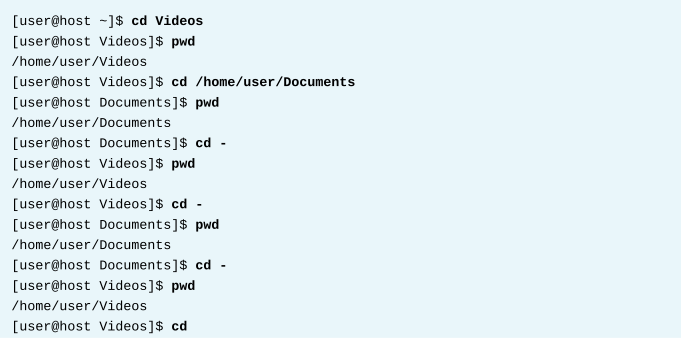 [user@host ~]$ cd Videos
[user@host Videos]$ pwd
/home/user/Videos
[user@host Videos]$ cd /home/user/Documents
[user@host Documents]$ pwd
/home/user/Documents
[user@host Documents]$ cd -
[user@host Videos]$ pwd
/home/user/Videos
[user@host Videos]$ cd -
[user@host Documents]$ pwd
/home/user/Documents
[user@host Documents]$ cd -
[user@host Videos]$ pwd
/home/user/Videos
[user@host Videos]$ cd